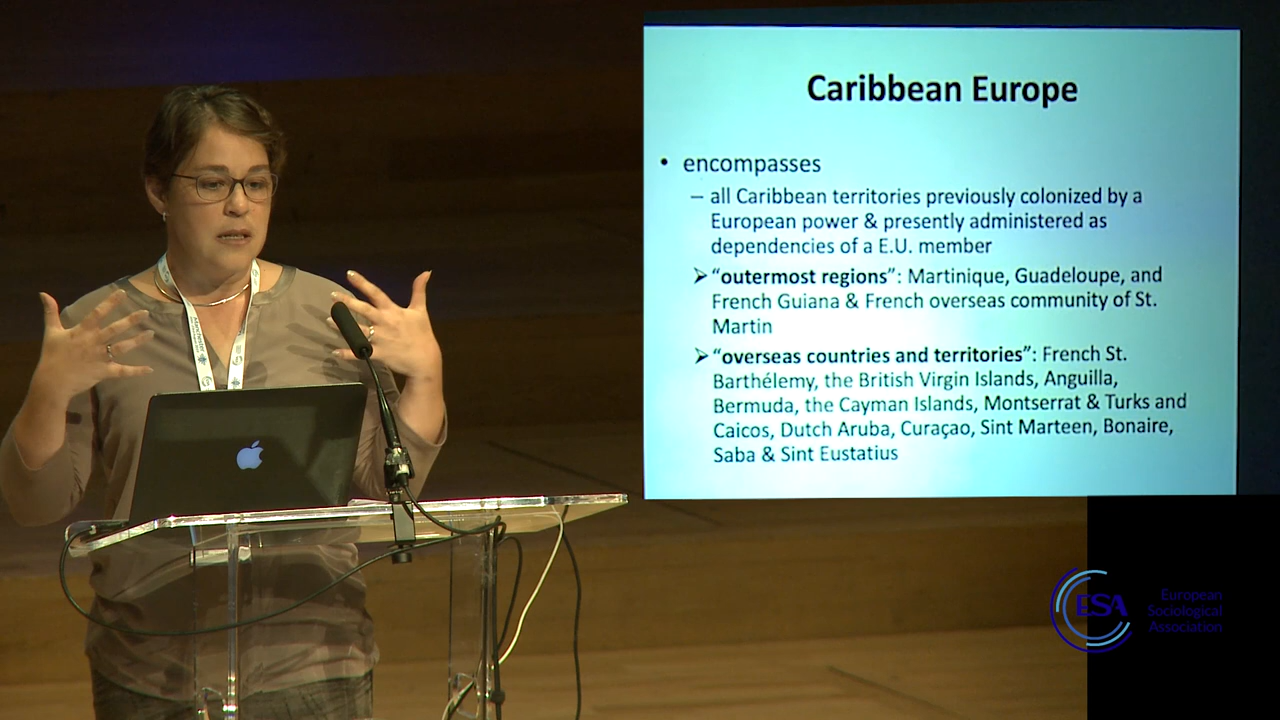 Caribbean Europe
• encompasses
– all Caribbean territories previously colonized by a
European power & presently administered as
dependencies of a E.U. member
➢ “outermost regions”: Martinique, Guadeloupe, and
French Guiana & French overseas community of St.
Martin
➢ “overseas countries and territories”: French St.
Barthélemy, the British Virgin Islands, Anguilla,
Bermuda, the Cayman Islands, Montserrat & Turks and
Caicos, Dutch Aruba, Curaçao, Sint Marteen, Bonaire,
Saba & Sint Eustatius
ESA
European
Sociological
Association